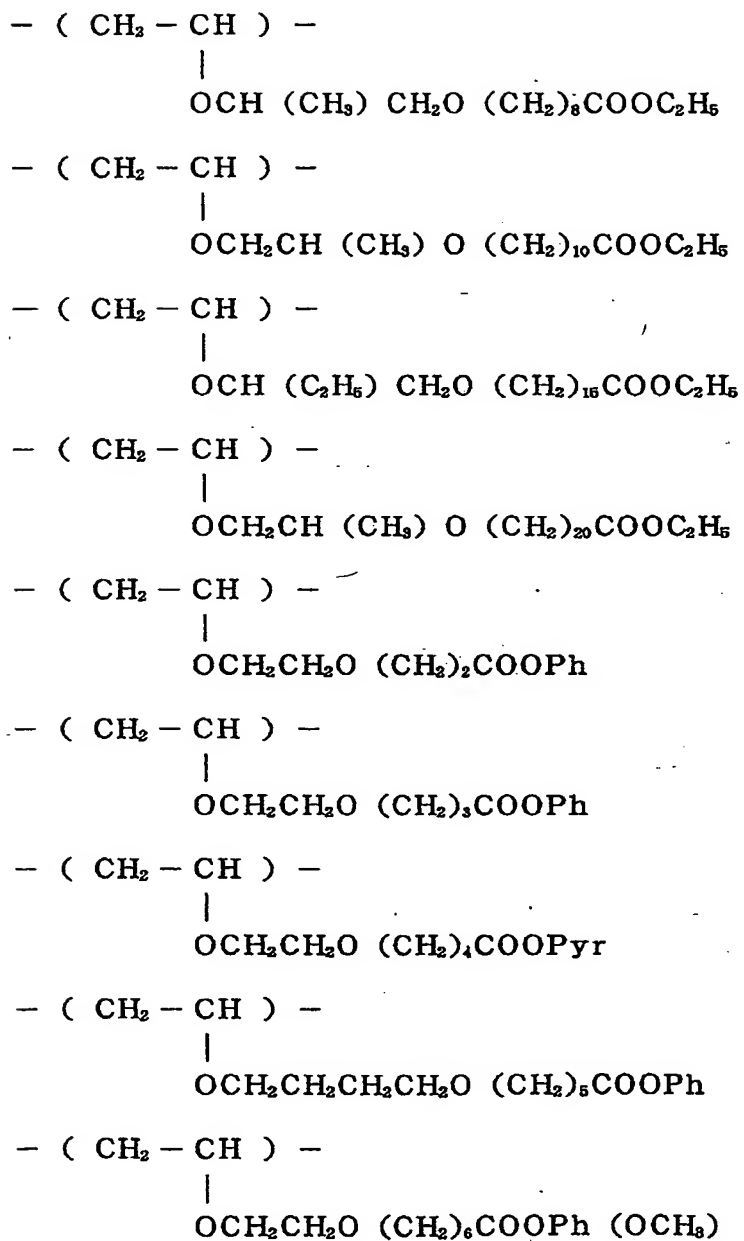 − ( CH₂ − CH ) −
|
OCH (CH₃) CH₂O (CH₂)₈COOC₂H₅
− ( CH₂ − CH ) −
|
OCH₂CH (CH₃) O (CH₂)₁₀COOC₂H₅
− ( CH₂ − CH ) −
|
OCH (C₂H₅) CH₂O (CH₂)₁₅COOC₂H₅
− ( CH₂ − CH ) −
|
OCH₂CH (CH₃) O (CH₂)₂₀COOC₂H₅
− ( CH₂ − CH ) −
|
OCH₂CH₂O (CH₂)₂COOPh
− ( CH₂ − CH ) −
|
OCH₂CH₂O (CH₂)₃COOPh
− ( CH₂ − CH ) −
|
OCH₂CH₂O (CH₂)₄COOPyr
− ( CH₂ − CH ) −
|
OCH₂CH₂CH₂CH₂O (CH₂)₅COOPh
− ( CH₂ − CH ) −
|
OCH₂CH₂O (CH₂)₆COOPh (OCH₃)